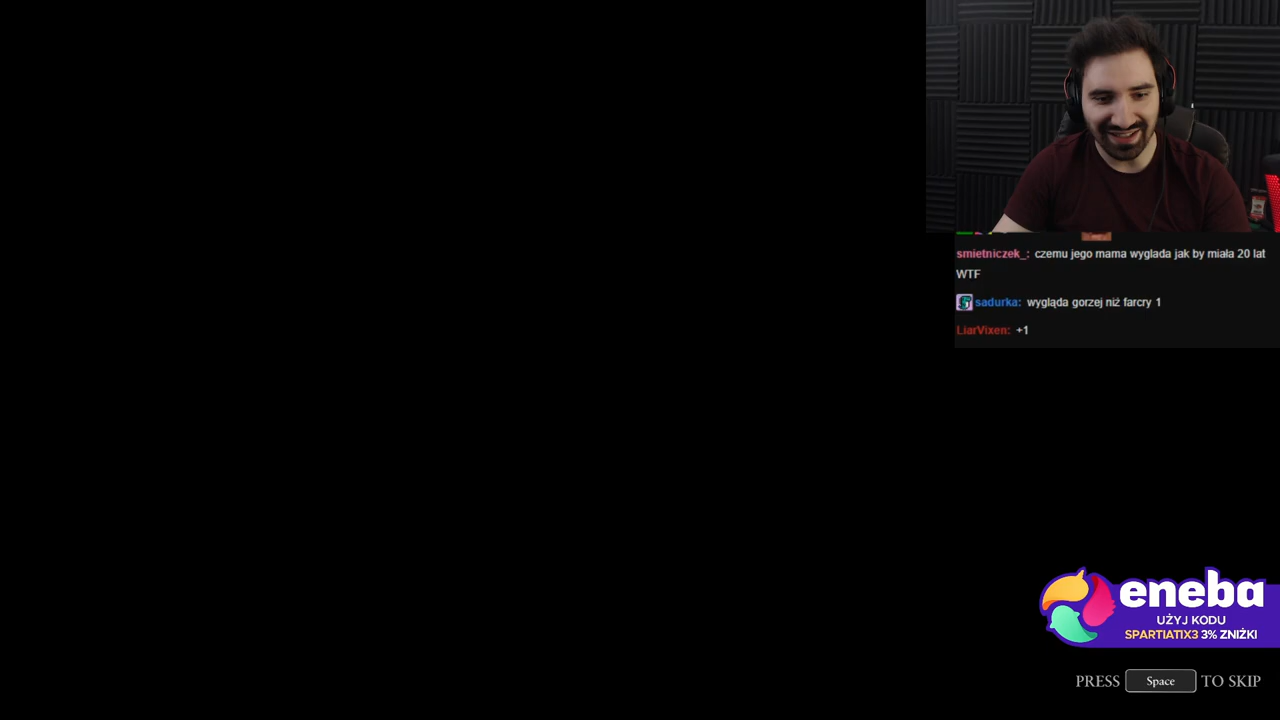 smietniczek_: czemu jego mama wyglada jak by miała 20 lat
WTF
sadurka: wygląda gorzej niż farcry 1
LiarVixen: +1
eneba
UŻYJ KODU
SPARTIATIX3 3% ZNIŻKI
PRESS Space TO SKIP